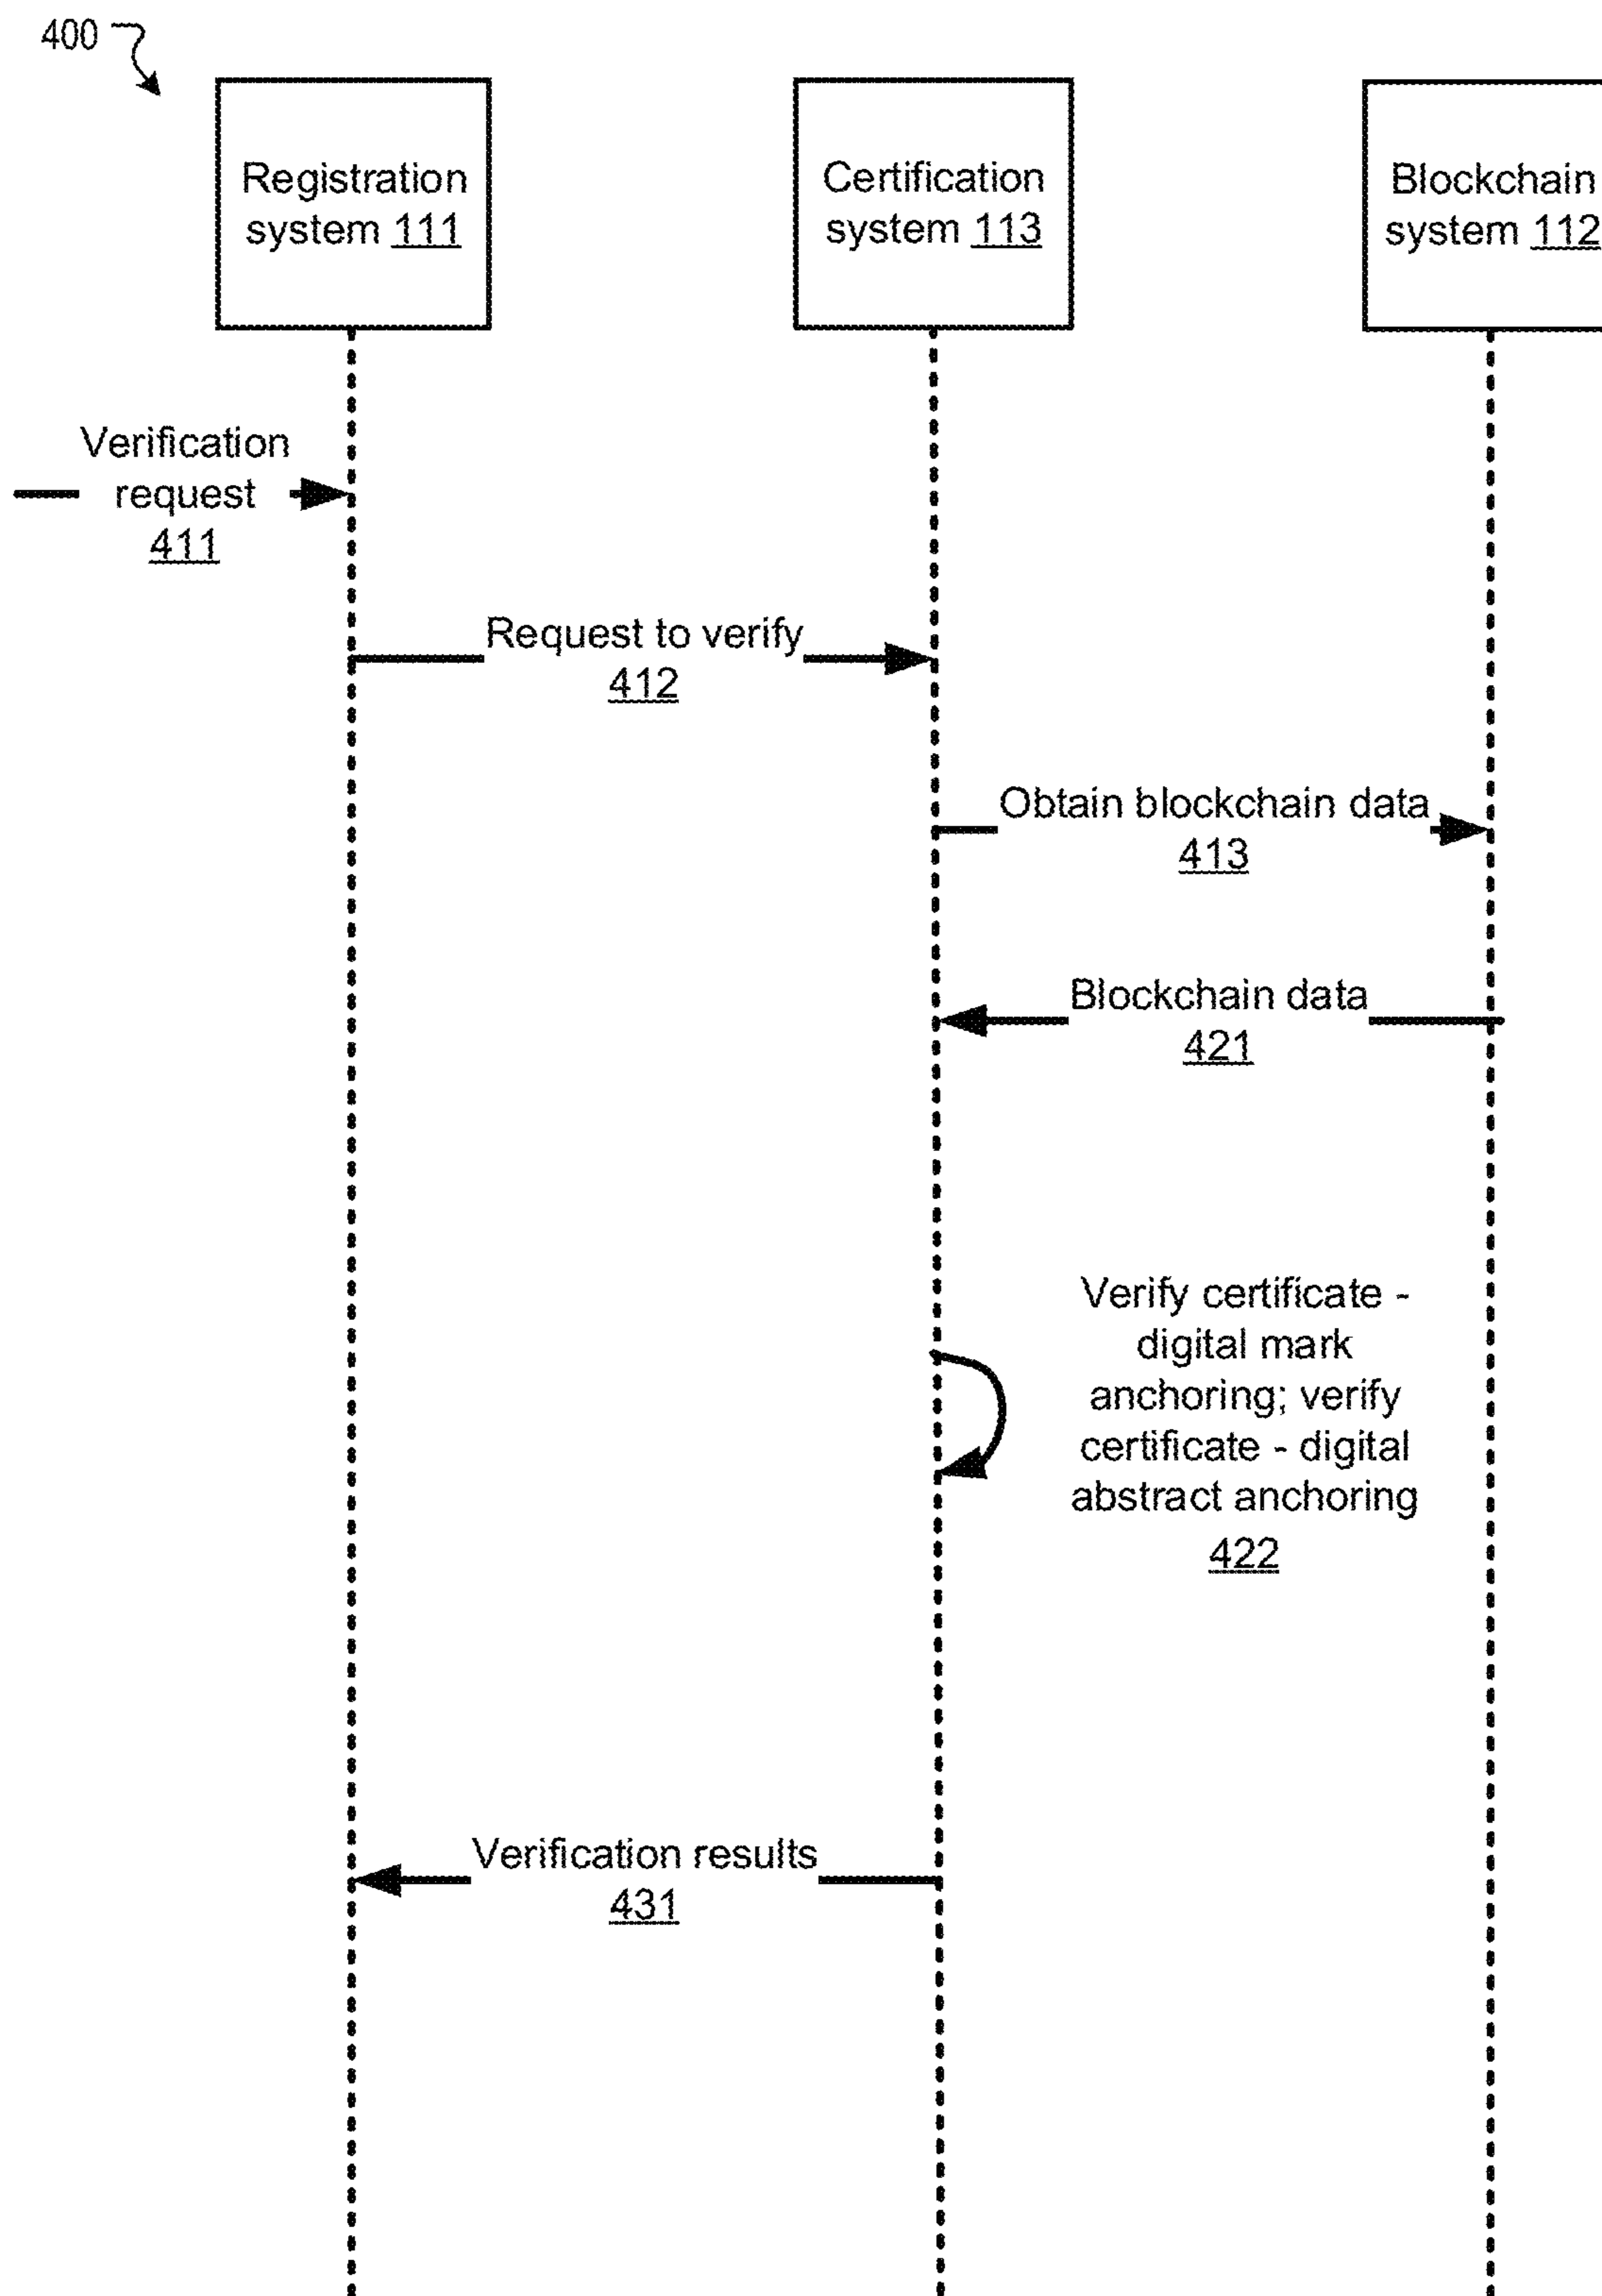 400
Registration
system 111
Certification
system 113
Blockchain
system 112
Verification
request
411
Request to verify
412
Obtain blockchain data
413
Blockchain data
421
Verify certificate -
digital mark
anchoring; verify
certificate - digital
abstract anchoring
422
Verification results
431